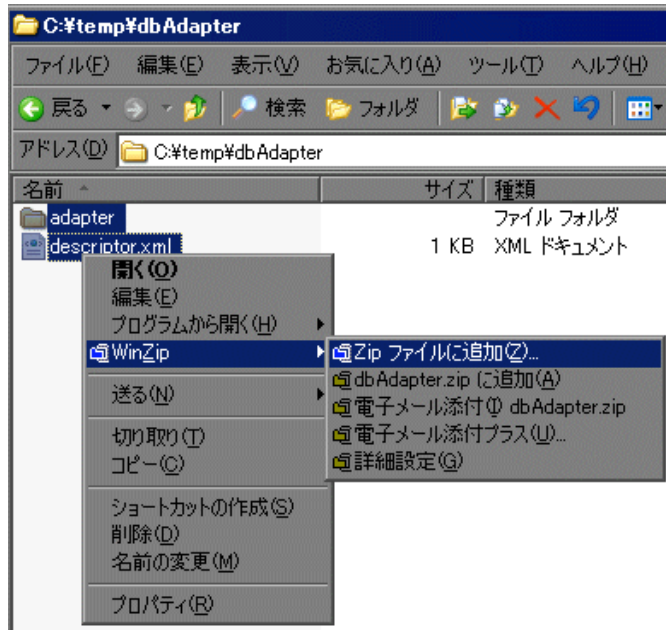 C:¥temp¥dbAdapter
ファイル(F) 編集(E) 表示(V) お気に入り(A) ツール(T) ヘルプ(H)
戻る 検索 フォルダ
アドレス(D) C:¥temp¥dbAdapter
名前 サイズ 種類
adapter ファイル フォルダ
descriptor.xml 1 KB XML ドキュメント
開く(O)
編集(E)
プログラムから開く(H)
WinZip
送る(N)
切り取り(T)
コピー(C)
ショートカットの作成(S)
削除(D)
名前の変更(M)
プロパティ(R)
Zip ファイルに追加(Z)...
dbAdapter.zip に追加(A)
電子メール添付(I) dbAdapter.zip
電子メール添付プラス(U)...
詳細設定(G)